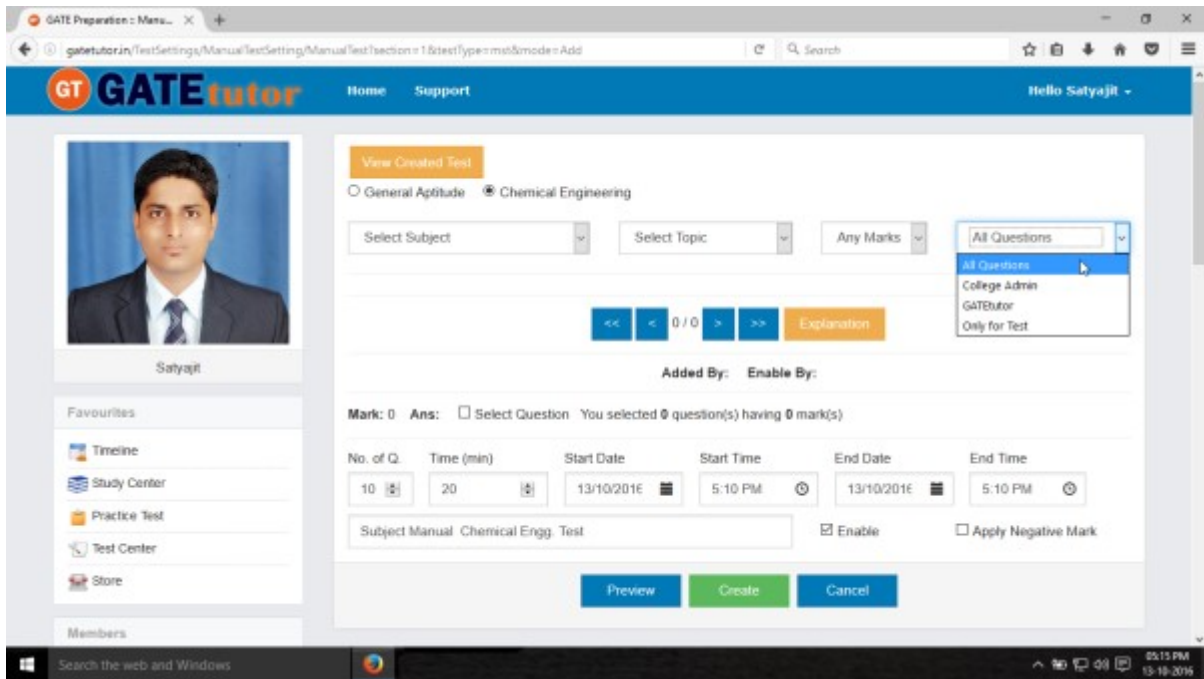 GATE Preparation :: Manu...
gatetutor.in/TestSettings/ManualTestSetting/ManualTest?section=1&testType=mst&mode=Add
Search
GT GATEtutor
Home Support
Hello Satyajit
View Created Test
General Aptitude Chemical Engineering
Select Subject Select Topic Any Marks All Questions
All Questions
College Admin
GATEtutor
Only for Test
<< < 0 / 0 > >> Explanation
Satyajit
Added By: Enable By:
Favourites
Mark: 0 Ans: Select Question You selected 0 question(s) having 0 mark(s)
Timeline
Study Center
Practice Test
Test Center
Store
Members
No. of Q. Time (min) Start Date Start Time End Date End Time
10 20 13/10/2016 5:10 PM 13/10/2016 5:10 PM
Subject Manual Chemical Engg. Test Enable Apply Negative Mark
Preview Create Cancel
Search the web and Windows
05:15 PM
13-10-2016